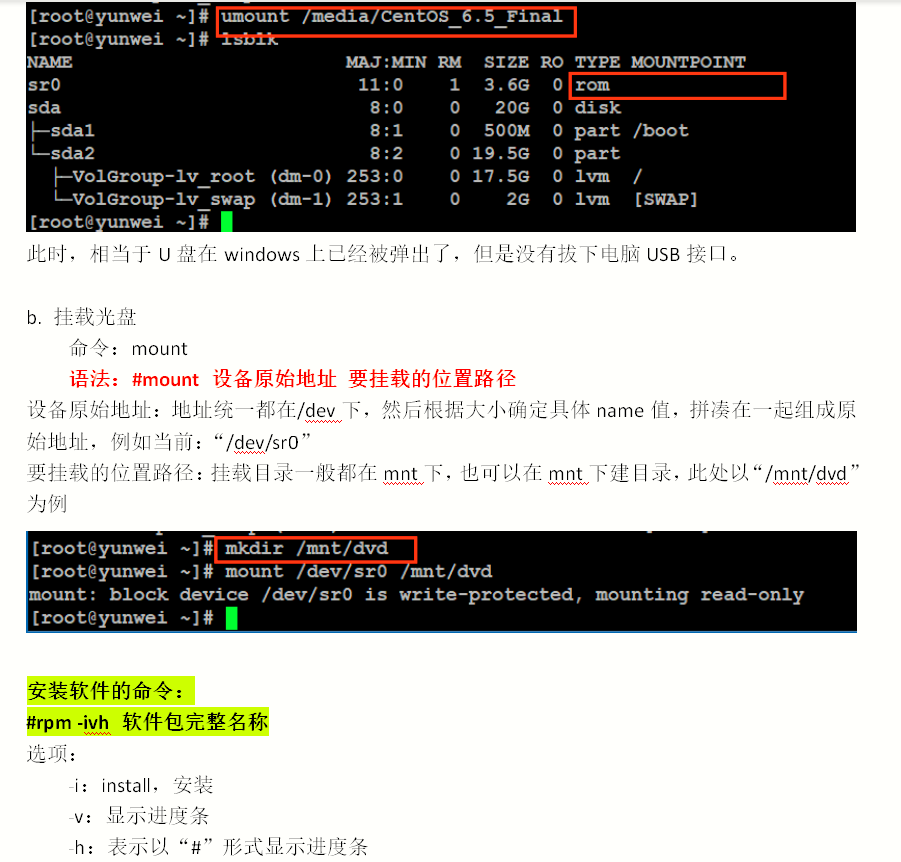 [root@yunwei ~]# umount /media/CentOS_6.5_Final
[root@yunwei ~]# lsblk
NAME MAJ:MIN RM SIZE RO TYPE MOUNTPOINT
sr0 11:0 1 3.6G 0 rom
sda 8:0 0 20G 0 disk
├─sda1 8:1 0 500M 0 part /boot
└─sda2 8:2 0 19.5G 0 part
├─VolGroup-lv_root (dm-0) 253:0 0 17.5G 0 lvm /
└─VolGroup-lv_swap (dm-1) 253:1 0 2G 0 lvm [SWAP]
[root@yunwei ~]#
此时，相当于 U 盘在 windows 上已经被弹出了，但是没有拔下电脑 USB 接口。
b. 挂载光盘
命令：mount
语法：#mount 设备原始地址 要挂载的位置路径
设备原始地址：地址统一都在/dev 下，然后根据大小确定具体 name 值，拼凑在一起组成原
始地址，例如当前：“/dev/sr0”
要挂载的位置路径：挂载目录一般都在 mnt 下，也可以在 mnt 下建目录，此处以“/mnt/dvd”
为例
[root@yunwei ~]# mkdir /mnt/dvd
[root@yunwei ~]# mount /dev/sr0 /mnt/dvd
mount: block device /dev/sr0 is write-protected, mounting read-only
[root@yunwei ~]#
安装软件的命令：
#rpm -ivh 软件包完整名称
选项：
-i：install，安装
-v：显示进度条
-h：表示以“#”形式显示进度条